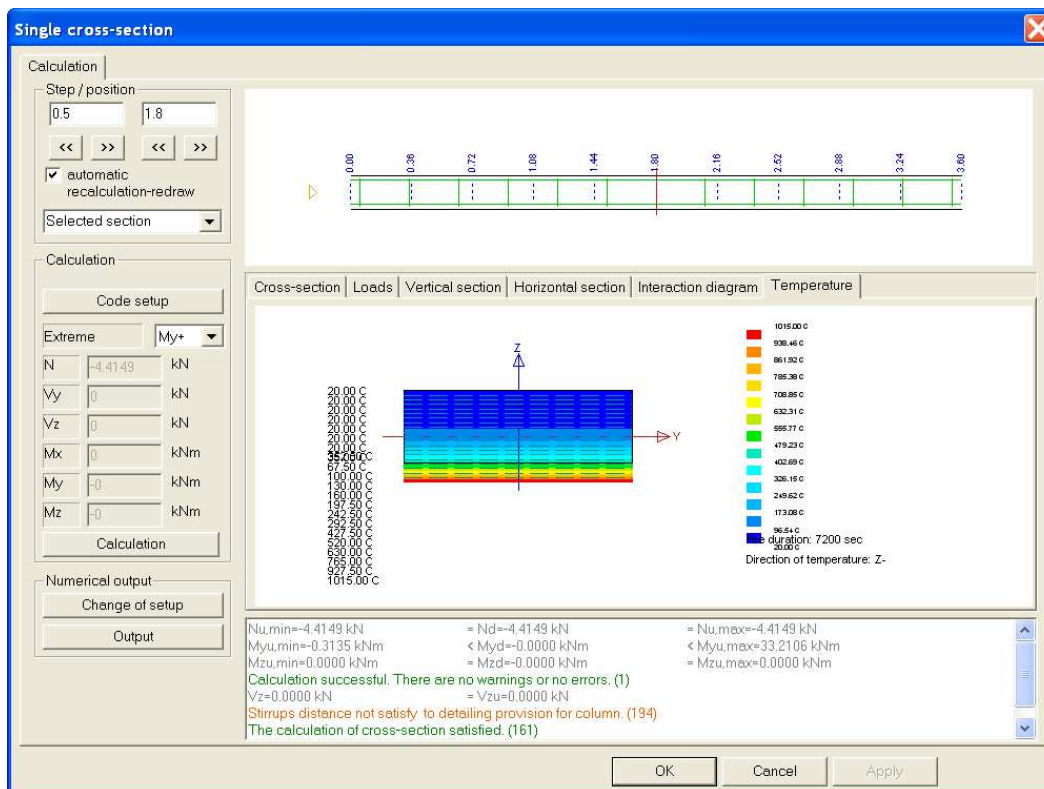 Single cross-section
Calculation
Step / position
0.5 1.8
<< >> << >>
automatic
recalculation-redraw
Selected section
Calculation
Code setup
Extreme My+
N -4.4149 kN
Vy 0 kN
Vz 0 kN
Mx 0 kNm
My -0 kNm
Mz -0 kNm
Calculation
Numerical output
Change of setup
Output
0.00 0.36 0.72 1.08 1.44 1.80 2.16 2.52 2.88 3.24 3.60
Cross-section Loads Vertical section Horizontal section Interaction diagram Temperature
Z
Y
20.00 C
20.00 C
20.00 C
20.00 C
20.00 C
20.00 C
20.00 C
67.50 C
100.00 C
130.00 C
160.00 C
197.50 C
242.50 C
292.50 C
427.50 C
520.00 C
630.00 C
765.00 C
927.50 C
1015.00 C
1015.00 C
938.46 C
861.92 C
785.38 C
708.85 C
632.31 C
555.77 C
479.23 C
402.69 C
326.15 C
249.62 C
173.08 C
96.54 C
20.00 C
duration: 7200 sec
Direction of temperature: Z-
Nu,min=-4.4149 kN = Nd=-4.4149 kN = Nu,max=-4.4149 kN
Myu,min=-0.3135 kNm < Myd=-0.0000 kNm < Myu,max=33.2106 kNm
Mzu,min=0.0000 kNm = Mzd=-0.0000 kNm = Mzu,max=0.0000 kNm
Calculation successful. There are no warnings or no errors. (1)
Vz=0.0000 kN = Vzu=0.0000 kN
Stirrups distance not satisfy to detailing provision for column. (194)
The calculation of cross-section satisfied. (161)
OK Cancel Apply